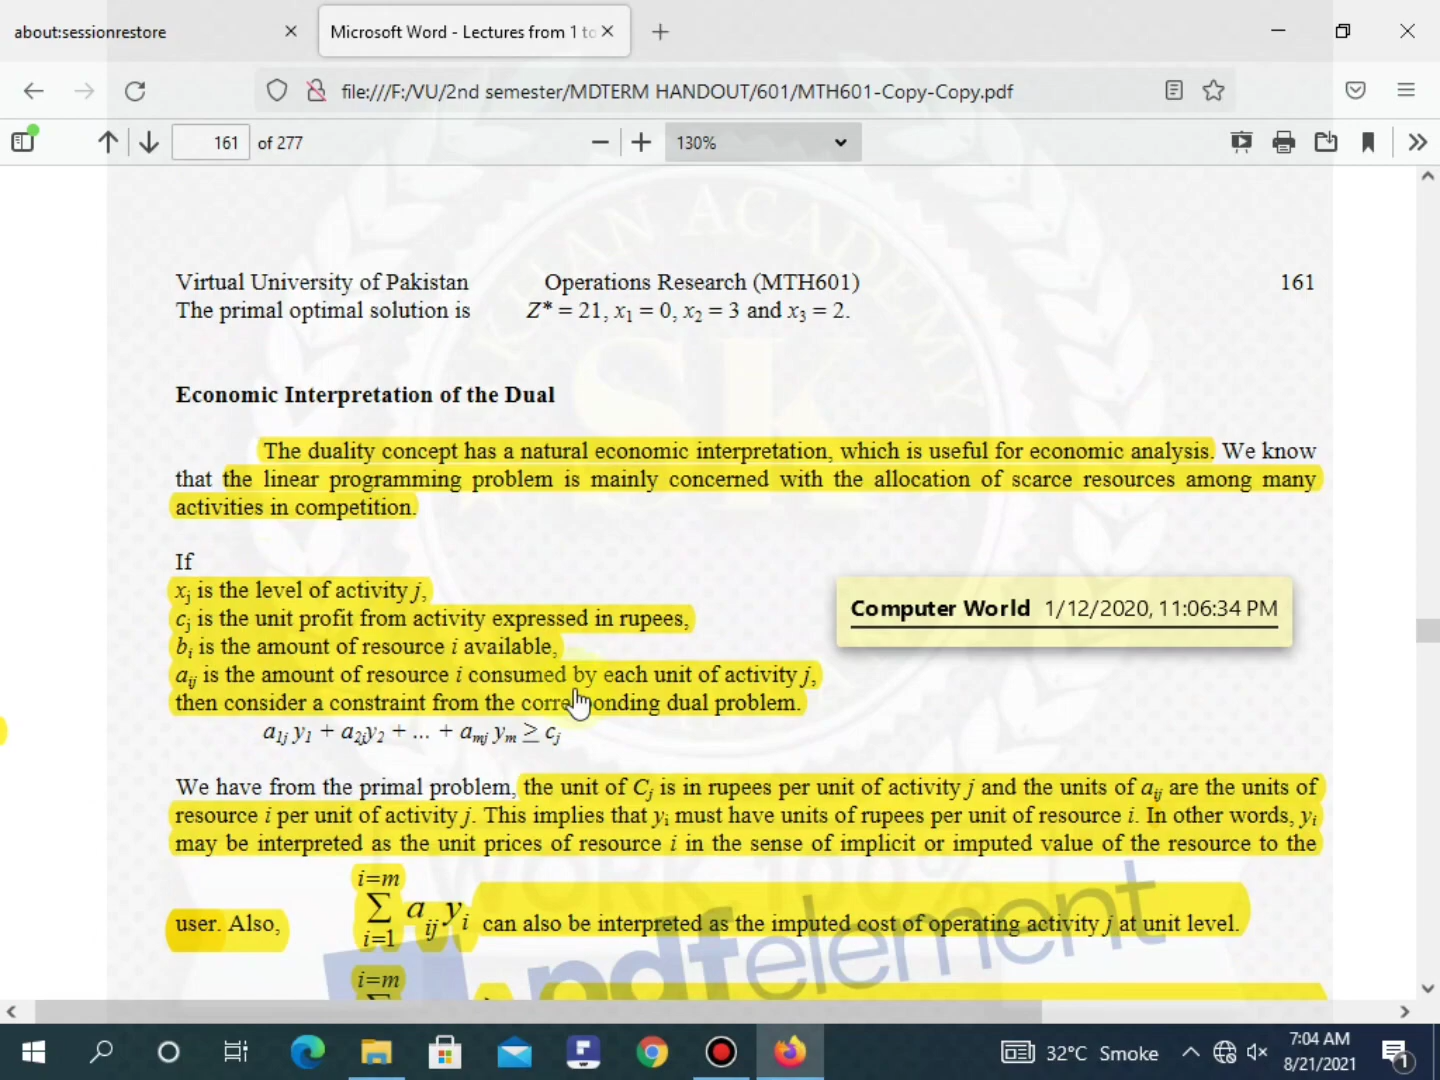 about:sessionrestore
Microsoft Word - Lectures from 1 to
file:///F:/VU/2nd semester/MDTERM HANDOUT/601/MTH601-Copy-Copy.pdf
161 of 277
130%
Virtual University of Pakistan Operations Research (MTH601) 161
The primal optimal solution is Z* = 21, x1 = 0, x2 = 3 and x3 = 2.
Economic Interpretation of the Dual
The duality concept has a natural economic interpretation, which is useful for economic analysis. We know
that the linear programming problem is mainly concerned with the allocation of scarce resources among many
activities in competition.
If
xj is the level of activity j,
cj is the unit profit from activity expressed in rupees,
Computer World 1/12/2020, 11:06:34 PM
bi is the amount of resource i available,
aij is the amount of resource i consumed by each unit of activity j,
then consider a constraint from the corresponding dual problem.
a1j y1 + a2jy2 + ... + amj ym ≥ cj
We have from the primal problem, the unit of Cj is in rupees per unit of activity j and the units of aij are the units of
resource i per unit of activity j. This implies that yi must have units of rupees per unit of resource i. In other words, yi
may be interpreted as the unit prices of resource i in the sense of implicit or imputed value of the resource to the
user. Also, i=m Σ i=1 aij yi can also be interpreted as the imputed cost of operating activity j at unit level.
i=m
WORK 100%
pdfelement
SK
32°C Smoke
7:04 AM
8/21/2021
1